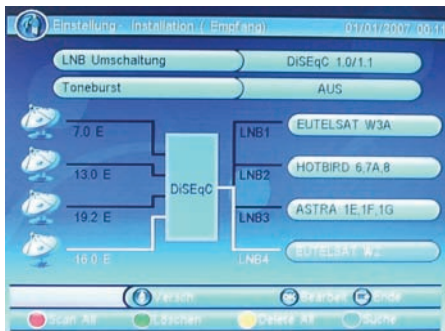 Einstellung- Installation ( Empfang) 01/01/2007 00:11
LNB Umschaltung DiSEqC 1.0/1.1
Toneburst AUS
7.0 E LNB1 EUTELSAT W3A
13.0 E LNB2 HOTBIRD 6,7A,8
DiSEqC
19.2 E LNB3 ASTRA 1E,1F,1G
16.0 E LNB4 EUTELSAT W2
Versch. Bearbeit Ende
Scan All Löschen Delete All Suche